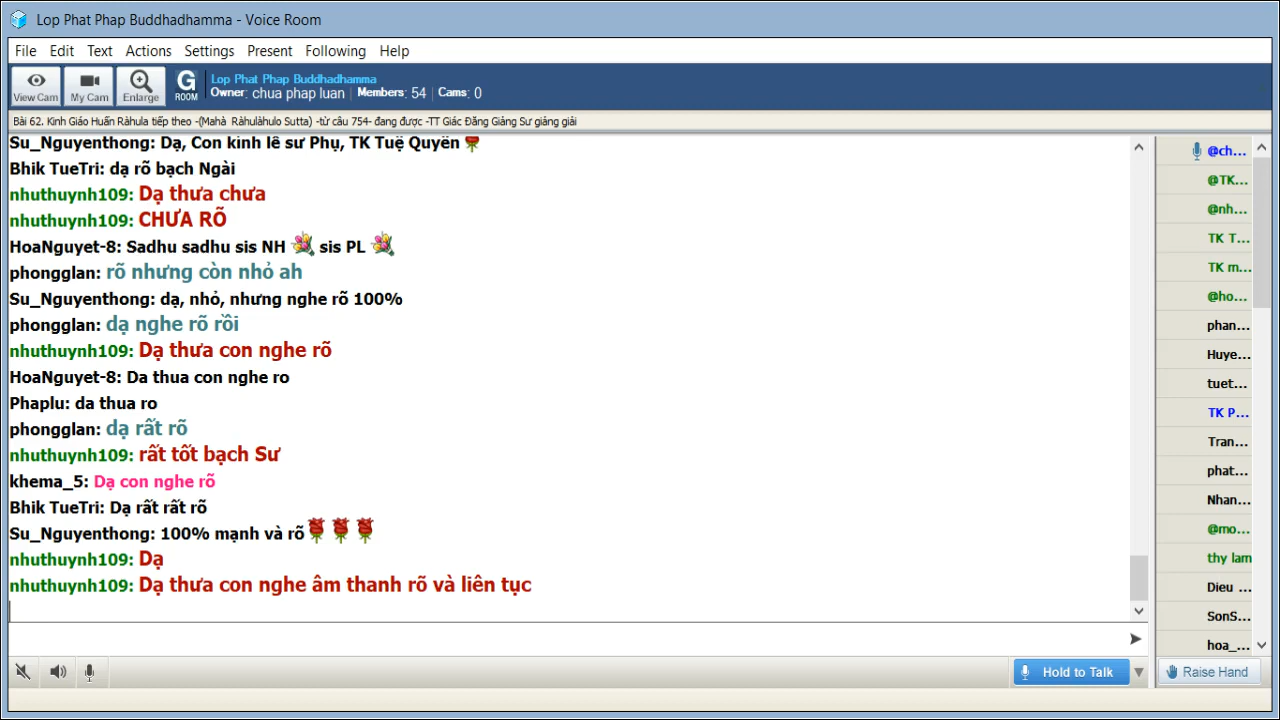 Lop Phat Phap Buddhadhamma - Voice Room
File Edit Text Actions Settings Present Following Help
View Cam My Cam Enlarge G ROOM
Lop Phat Phap Buddhadhamma
Owner: chua phap luan | Members: 54 | Cams: 0
Bài 62. Kinh Giáo Huấn Ràhula tiếp theo -(Mahà Ràhulàhulo Sutta) -từ câu 754- đang được -TT Giác Đăng Giảng Sư giảng giải
Su_Nguyenthong: Dạ, Con kính lễ sư Phụ, TK Tuệ Quyền
Bhik TueTri: dạ rõ bạch Ngài
nhuthuynh109: Dạ thưa chưa
nhuthuynh109: CHƯA RÕ
HoaNguyet-8: Sadhu sadhu sis NH sis PL
phongglan: rõ nhưng còn nhỏ ah
Su_Nguyenthong: dạ, nhỏ, nhưng nghe rõ 100%
phongglan: dạ nghe rõ rồi
nhuthuynh109: Dạ thưa con nghe rõ
HoaNguyet-8: Da thua con nghe ro
Phaplu: da thua ro
phongglan: dạ rất rõ
nhuthuynh109: rất tốt bạch Sư
khema_5: Dạ con nghe rõ
Bhik TueTri: Dạ rất rất rõ
Su_Nguyenthong: 100% mạnh và rõ
nhuthuynh109: Dạ
nhuthuynh109: Dạ thưa con nghe âm thanh rõ và liên tục
@ch...
@TK...
@nh...
TK T...
TK m...
@ho...
phan...
Huye...
tuet...
TK P...
Tran...
phat...
Nhan...
@mo...
thy lam
Dieu ...
SonS...
hoa_...
Hold to Talk
Raise Hand